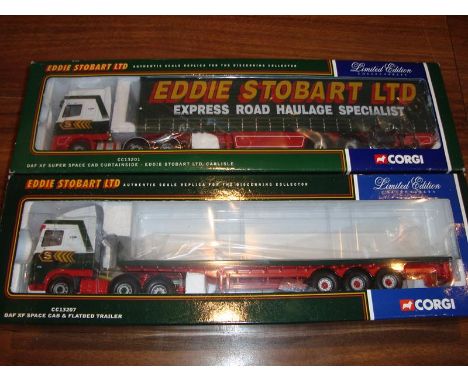 EDDIE STOBART LTD AUTHENTIC SCALE REPLICA FOR THE DISCERNING COLLECTOR
Limited Edition
EDDIE STOBART LTD
EXPRESS ROAD HAULAGE SPECIALIST
S
CORGI
CC13201
DAF XF SUPER SPACE CAB CURTAINSIDE - EDDIE STOBART LTD, CARLISLE
EDDIE STOBART LTD AUTHENTIC SCALE REPLICA FOR THE DISCERNING COLLECTOR
Limited Edition
S
CORGI
CC13207
DAF XF SPACE CAB & FLATBED TRAILER